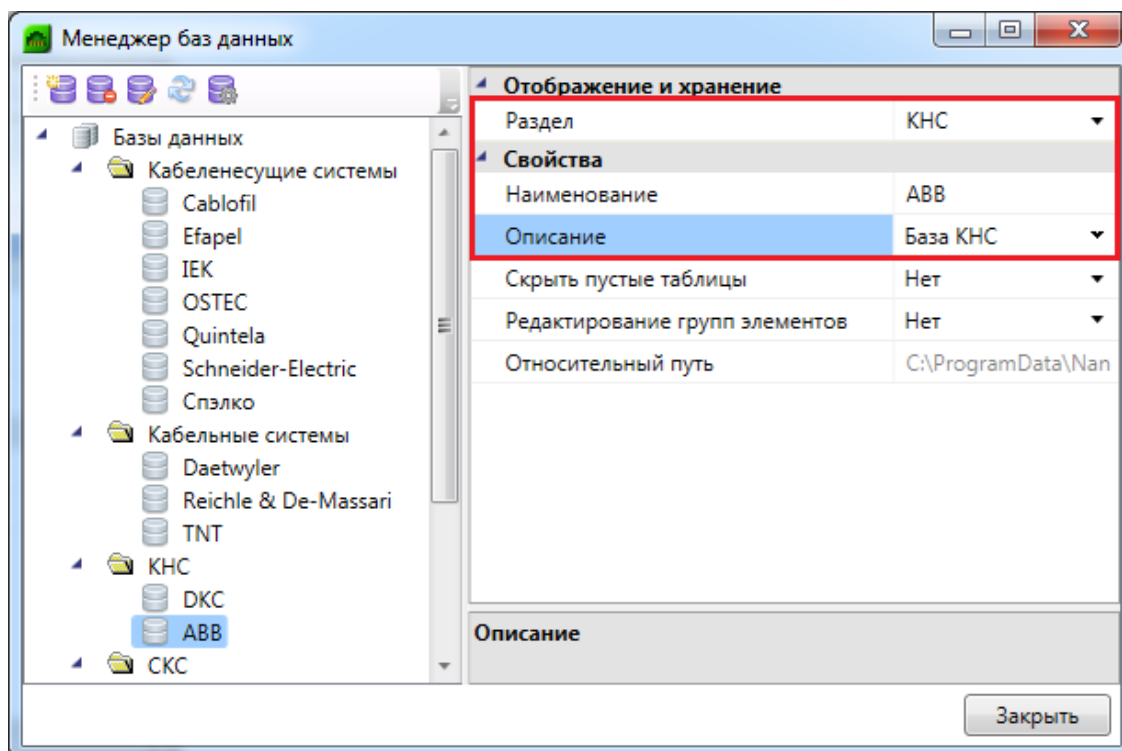 Менеджер баз данных
Базы данных
Кабеленесущие системы
Cablofil
Efapel
IEK
OSTEC
Quintela
Schneider-Electric
Спэлко
Кабельные системы
Daetwyler
Reichle & De-Massari
TNT
КНС
DKC
ABB
СКС
Отображение и хранение
Раздел КНС
Свойства
Наименование ABB
Описание База КНС
Скрыть пустые таблицы Нет
Редактирование групп элементов Нет
Относительный путь C:\ProgramData\Nan
Описание
Закрыть